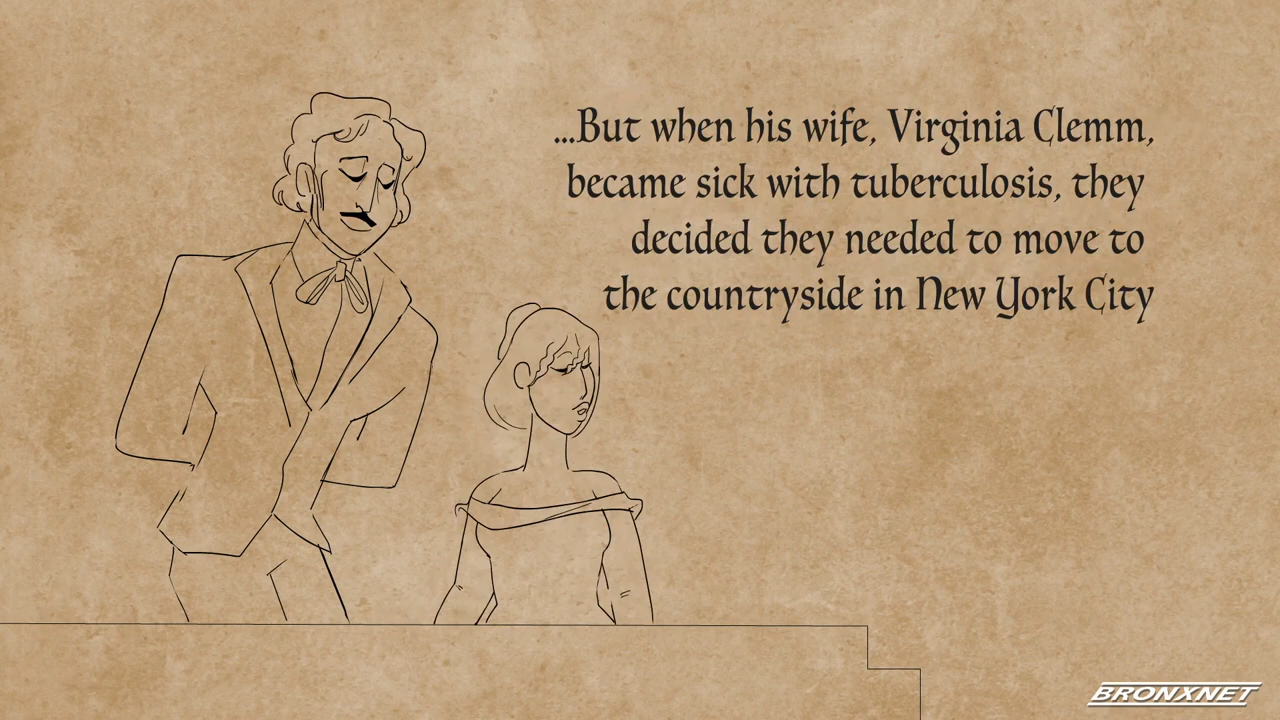 ...But when his wife, Virginia Clemm,
became sick with tuberculosis, they
decided they needed to move to
the countryside in New York City
BRONXNET